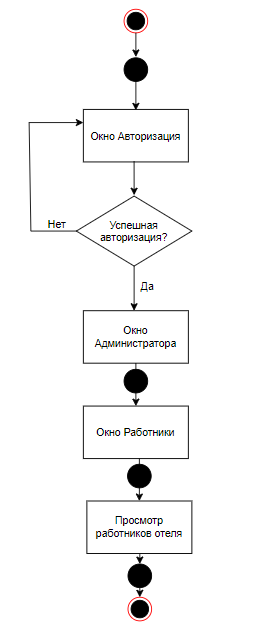 Окно Авторизация
Успешная
авторизация?
Нет
Да
Окно
Администратора
Окно Работники
Просмотр
работников отеля